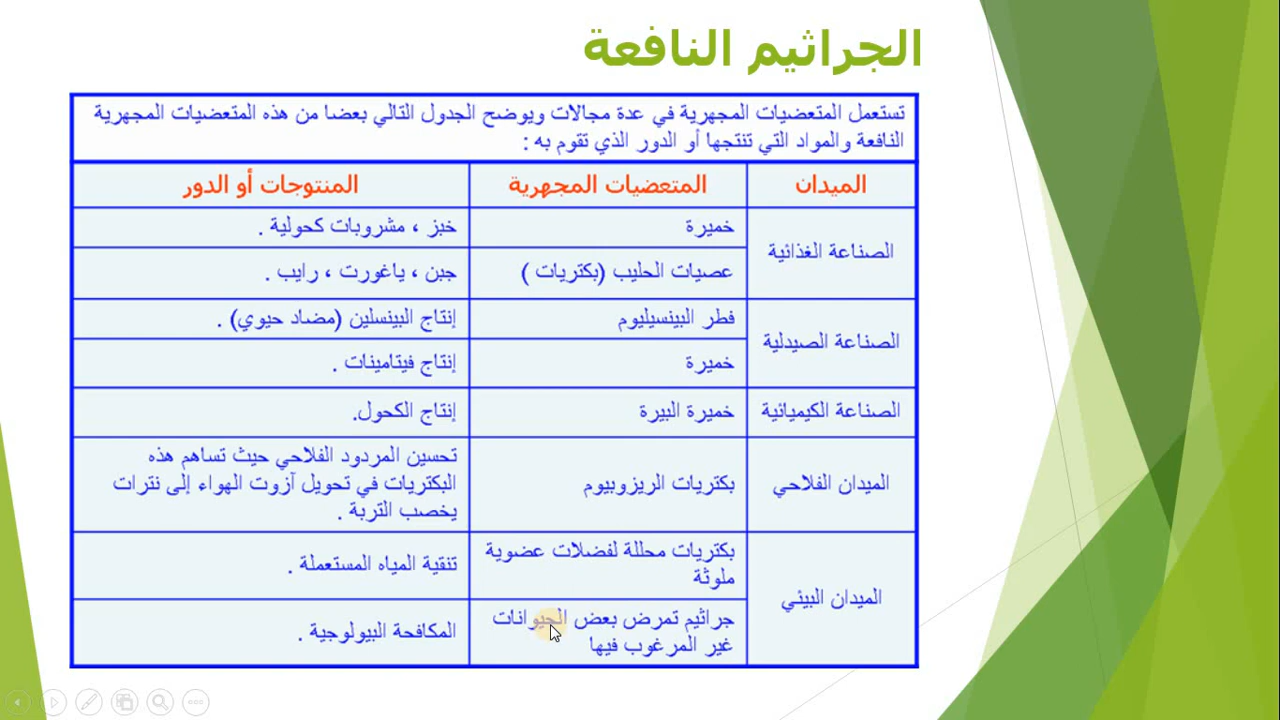 الجراثيم النافعة
تستعمل المتعضيات المجهرية في عدة مجالات ويوضح الجدول التالي بعضا من هذه المتعضيات المجهرية
النافعة والمواد التي تنتجها أو الدور الذي تقوم به :
الميدان
المتعضيات المجهرية
المنتوجات أو الدور
الصناعة الغذائية
خميرة
خبز ، مشروبات كحولية .
عصيات الحليب (بكتريات )
جبن ، ياغورت ، رايب .
الصناعة الصيدلية
فطر البينسيليوم
إنتاج البينسلين (مضاد حيوي) .
خميرة
إنتاج فيتامينات .
الصناعة الكيميائية
خميرة البيرة
إنتاج الكحول.
الميدان الفلاحي
بكتريات الريزوبيوم
تحسين المردود الفلاحي حيث تساهم هذه
البكتريات في تحويل آزوت الهواء إلى نترات
يخصب التربة .
الميدان البيئي
بكتريات محللة لفضلات عضوية
ملوثة
تنقية المياه المستعملة .
جراثيم تمرض بعض الحيوانات
غير المرغوب فيها
المكافحة البيولوجية .